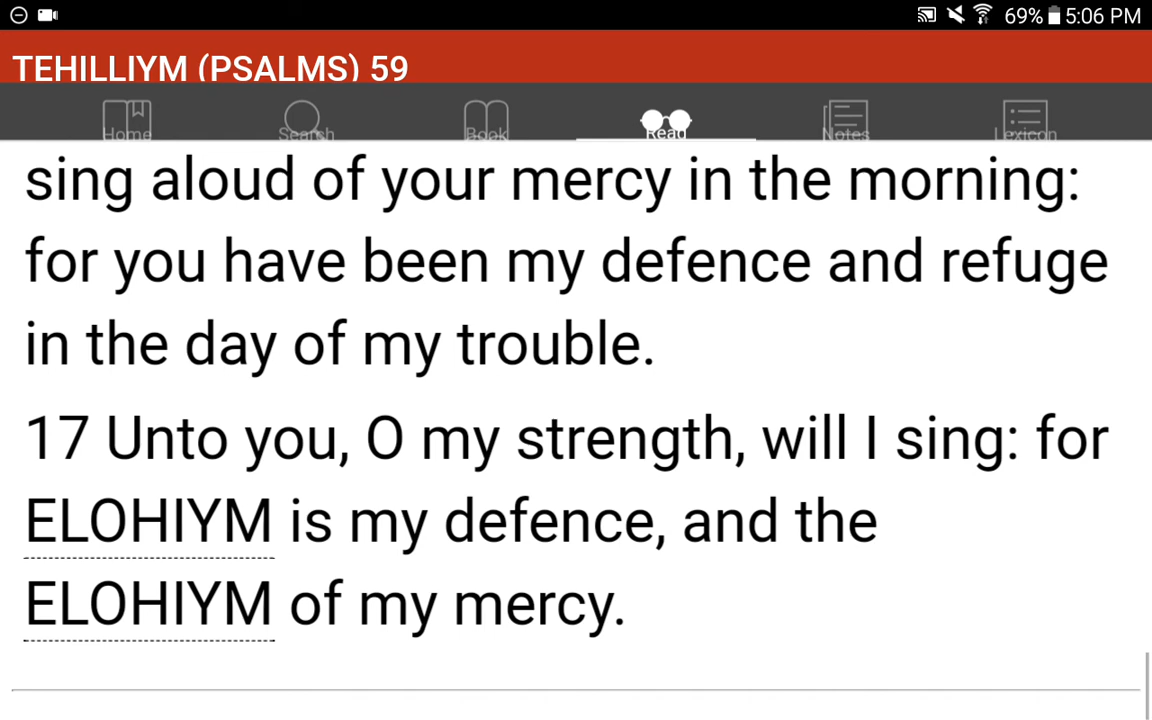 69% 5:06 PM
TEHILLIYM (PSALMS) 59
Home Search Book Read Notes Lexicon
sing aloud of your mercy in the morning:
for you have been my defence and refuge
in the day of my trouble.
17 Unto you, O my strength, will I sing: for
ELOHIYM is my defence, and the
ELOHIYM of my mercy.